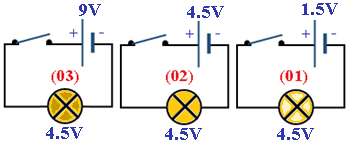 9V 4.5V 1.5V
+ - + - + -
(03) (02) (01)
4.5V 4.5V 4.5V